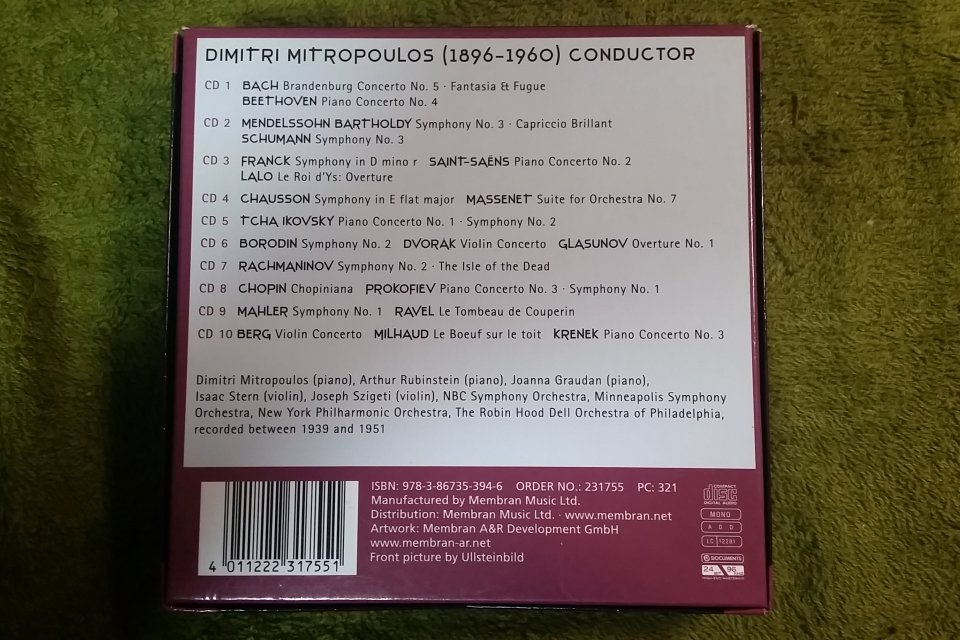 DIMITRI MITROPOULOS (1896-1960) CONDUCTOR
CD 1 BACH Brandenburg Concerto No. 5 · Fantasia & Fugue
BEETHOVEN Piano Concerto No. 4
CD 2 MENDELSSOHN BARTHOLDY Symphony No. 3 · Capriccio Brillant
SCHUMANN Symphony No. 3
CD 3 FRANCK Symphony in D mino r SAINT-SAËNS Piano Concerto No. 2
LALO Le Roi d'Ys: Overture
CD 4 CHAUSSON Symphony in E flat major MASSENET Suite for Orchestra No. 7
CD 5 TCHA IKOVSKY Piano Concerto No. 1 · Symphony No. 2
CD 6 BORODIN Symphony No. 2 DVORAK Violin Concerto GLASUNOV Overture No. 1
CD 7 RACHMANINOV Symphony No. 2 · The Isle of the Dead
CD 8 CHOPIN Chopiniana PROKOFIEV Piano Concerto No. 3 · Symphony No. 1
CD 9 MAHLER Symphony No. 1 RAVEL Le Tombeau de Couperin
CD 10 BERG Violin Concerto MILHAUD Le Boeuf sur le toit KRENEK Piano Concerto No. 3
Dimitri Mitropoulos (piano), Arthur Rubinstein (piano), Joanna Graudan (piano),
Isaac Stern (violin), Joseph Szigeti (violin), NBC Symphony Orchestra, Minneapolis Symphony
Orchestra, New York Philharmonic Orchestra, The Robin Hood Dell Orchestra of Philadelphia,
recorded between 1939 and 1951
ISBN: 978-3-86735-394-6 ORDER NO.: 231755 PC: 321
Manufactured by Membran Music Ltd.
Distribution: Membran Music Ltd. · www.membran.net
Artwork: Membran A&R Development GmbH
www.membran-ar.net
Front picture by Ullsteinbild
4 011222 317551
COMPACT
disc
DIGITAL AUDIO
MONO
A D D
LC 12281
DOCUMENTS
24 96